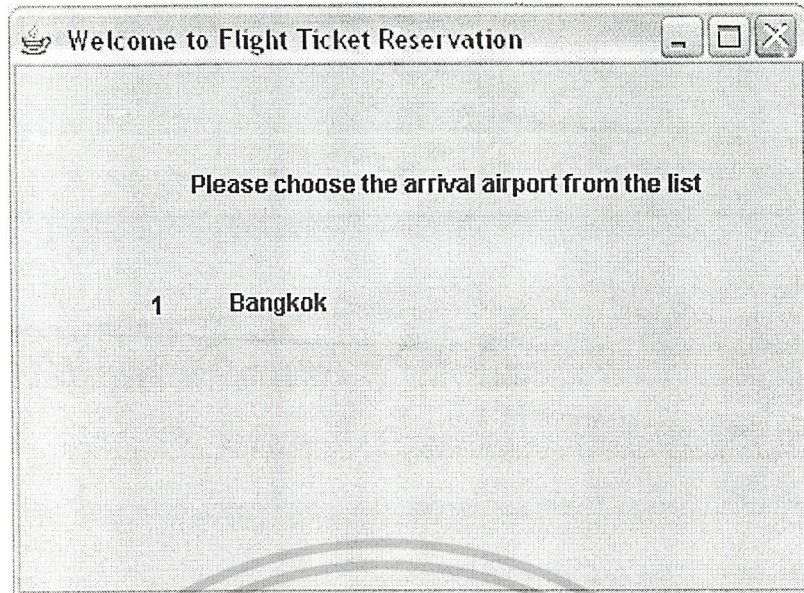 Welcome to Flight Ticket Reservation
Please choose the arrival airport from the list
1 Bangkok